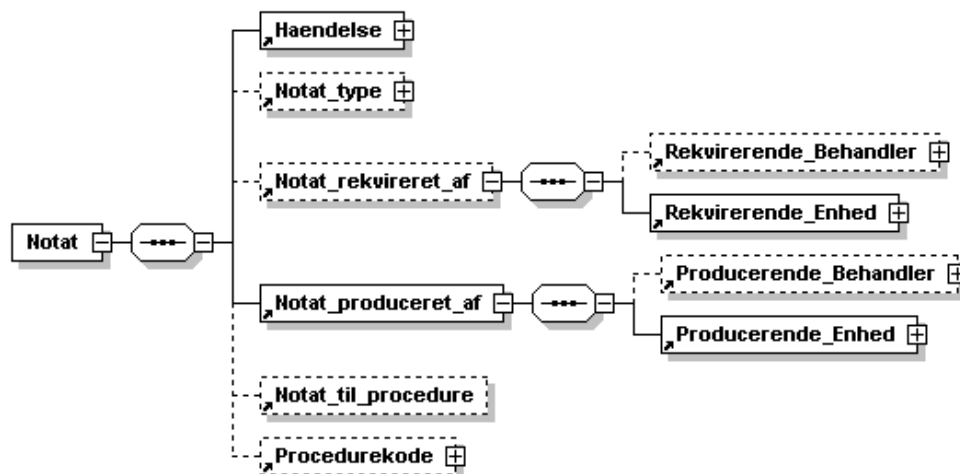 Haendelse
Notat_type
Rekvirerende_Behandler
Notat_rekvireret_af
Rekvirerende_Enhed
Notat
Producerende_Behandler
Notat_produceret_af
Producerende_Enhed
Notat_til_procedure
Procedurekode